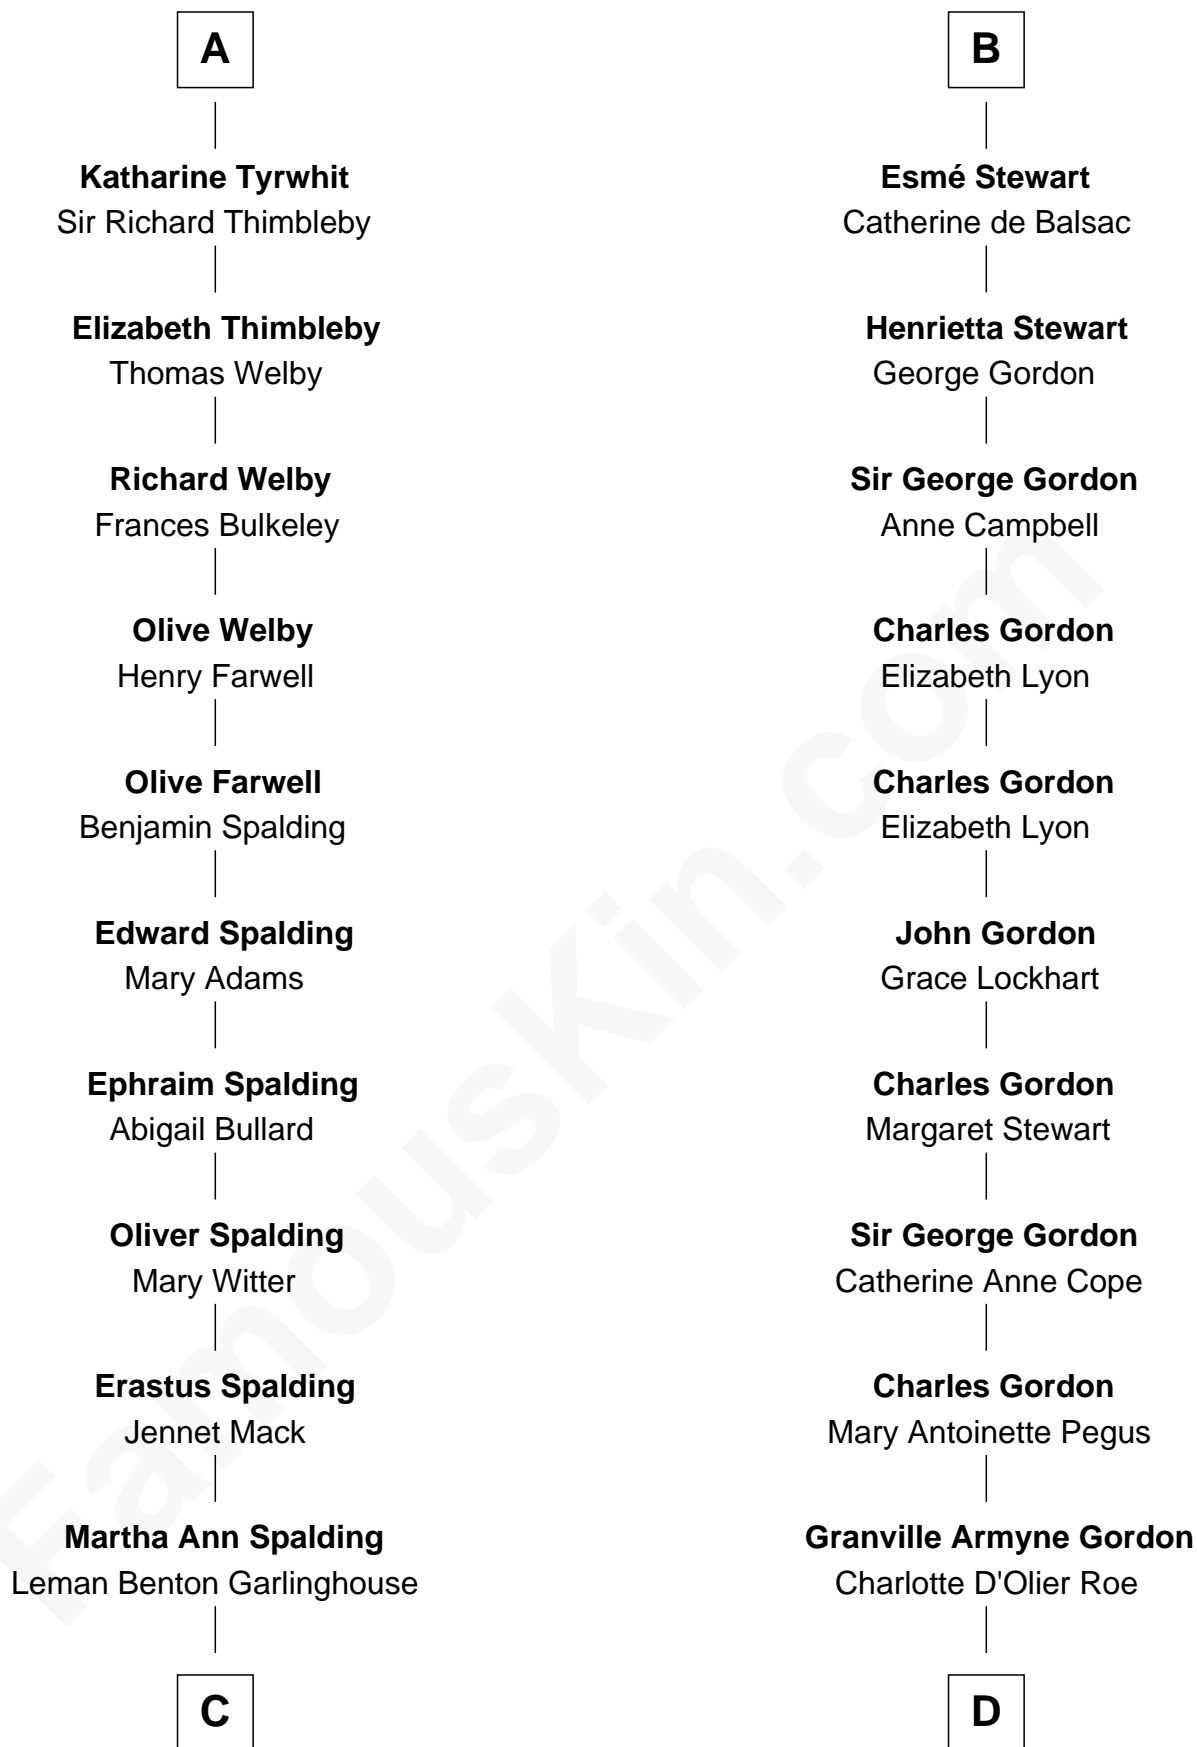 A
Katharine Tyrwhit
Sir Richard Thimbleby
Elizabeth Thimbleby
Thomas Welby
Richard Welby
Frances Bulkeley
Olive Welby
Henry Farwell
Olive Farwell
Benjamin Spalding
Edward Spalding
Mary Adams
Ephraim Spalding
Abigail Bullard
Oliver Spalding
Mary Witter
Erastus Spalding
Jennet Mack
Martha Ann Spalding
Leman Benton Garlinghouse
C
B
Esmé Stewart
Catherine de Balsac
Henrietta Stewart
George Gordon
Sir George Gordon
Anne Campbell
Charles Gordon
Elizabeth Lyon
Charles Gordon
Elizabeth Lyon
John Gordon
Grace Lockhart
Charles Gordon
Margaret Stewart
Sir George Gordon
Catherine Anne Cope
Charles Gordon
Mary Antoinette Pegus
Granville Armyne Gordon
Charlotte D'Olier Roe
D
FamousKin.com